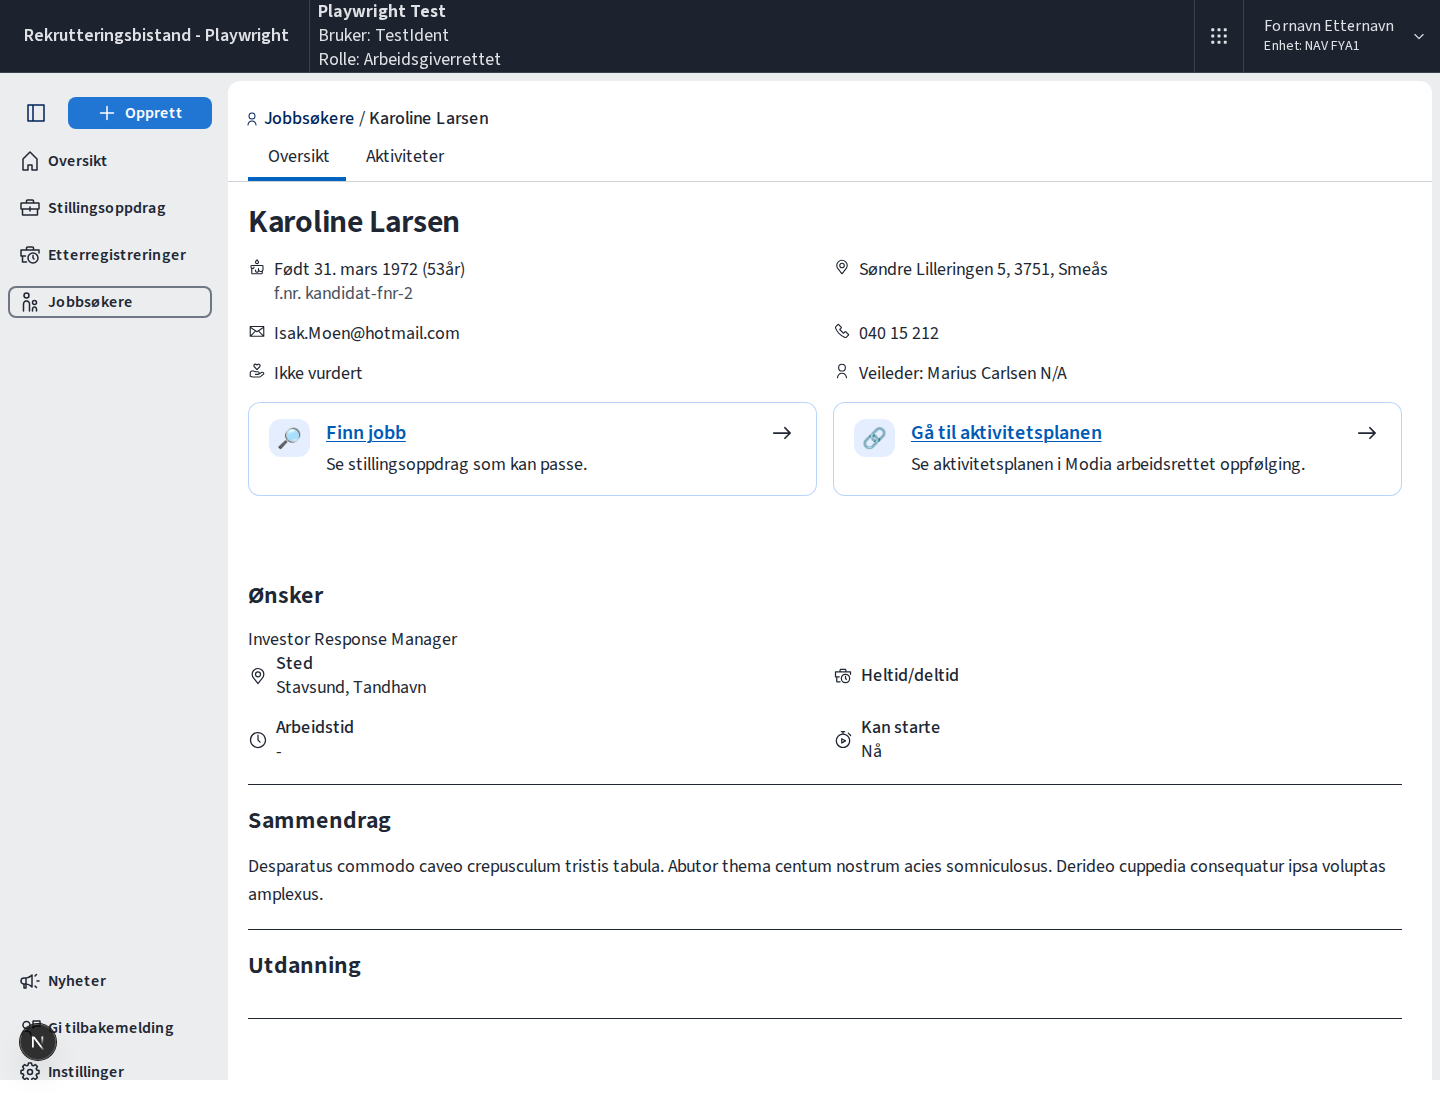 Rekrutteringsbistand - Playwright
Playwright Test
Bruker: TestIdent
Rolle: Arbeidsgiverrettet
Fornavn Etternavn
Enhet: NAV FYA1
Opprett
Oversikt
Stillingsoppdrag
Etterregistreringer
Jobbsøkere
Nyheter
Gi tilbakemelding
Instillinger
Jobbsøkere / Karoline Larsen
Oversikt
Aktiviteter
Karoline Larsen
Født 31. mars 1972 (53år)
f.nr. kandidat-fnr-2
Søndre Lilleringen 5, 3751, Smeås
Isak.Moen@hotmail.com
040 15 212
Ikke vurdert
Veileder: Marius Carlsen N/A
Finn jobb
Se stillingsoppdrag som kan passe.
Gå til aktivitetsplanen
Se aktivitetsplanen i Modia arbeidsrettet oppfølging.
Ønsker
Investor Response Manager
Sted
Stavsund, Tandhavn
Heltid/deltid
Arbeidstid
-
Kan starte
Nå
Sammendrag
Desparatus commodo caveo crepusculum tristis tabula. Abutor thema centum nostrum acies somniculosus. Derideo cuppedia consequatur ipsa voluptas
amplexus.
Utdanning